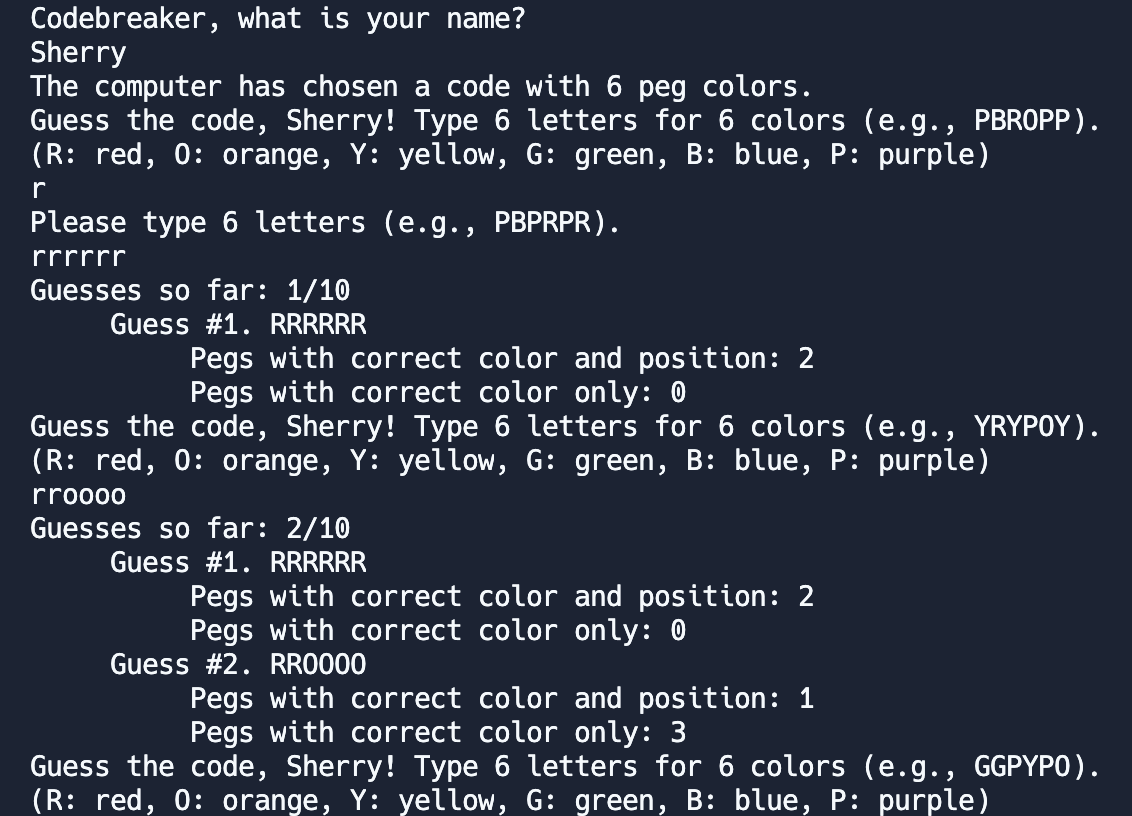 Codebreaker, what is your name?
Sherry
The computer has chosen a code with 6 peg colors.
Guess the code, Sherry! Type 6 letters for 6 colors (e.g., PBROPP).
(R: red, O: orange, Y: yellow, G: green, B: blue, P: purple)
r
Please type 6 letters (e.g., PBPRPR).
rrrrrr
Guesses so far: 1/10
Guess #1. RRRRRR
Pegs with correct color and position: 2
Pegs with correct color only: 0
Guess the code, Sherry! Type 6 letters for 6 colors (e.g., YRYPOY).
(R: red, O: orange, Y: yellow, G: green, B: blue, P: purple)
rroooo
Guesses so far: 2/10
Guess #1. RRRRRR
Pegs with correct color and position: 2
Pegs with correct color only: 0
Guess #2. RROOOO
Pegs with correct color and position: 1
Pegs with correct color only: 3
Guess the code, Sherry! Type 6 letters for 6 colors (e.g., GGPYPO).
(R: red, O: orange, Y: yellow, G: green, B: blue, P: purple)